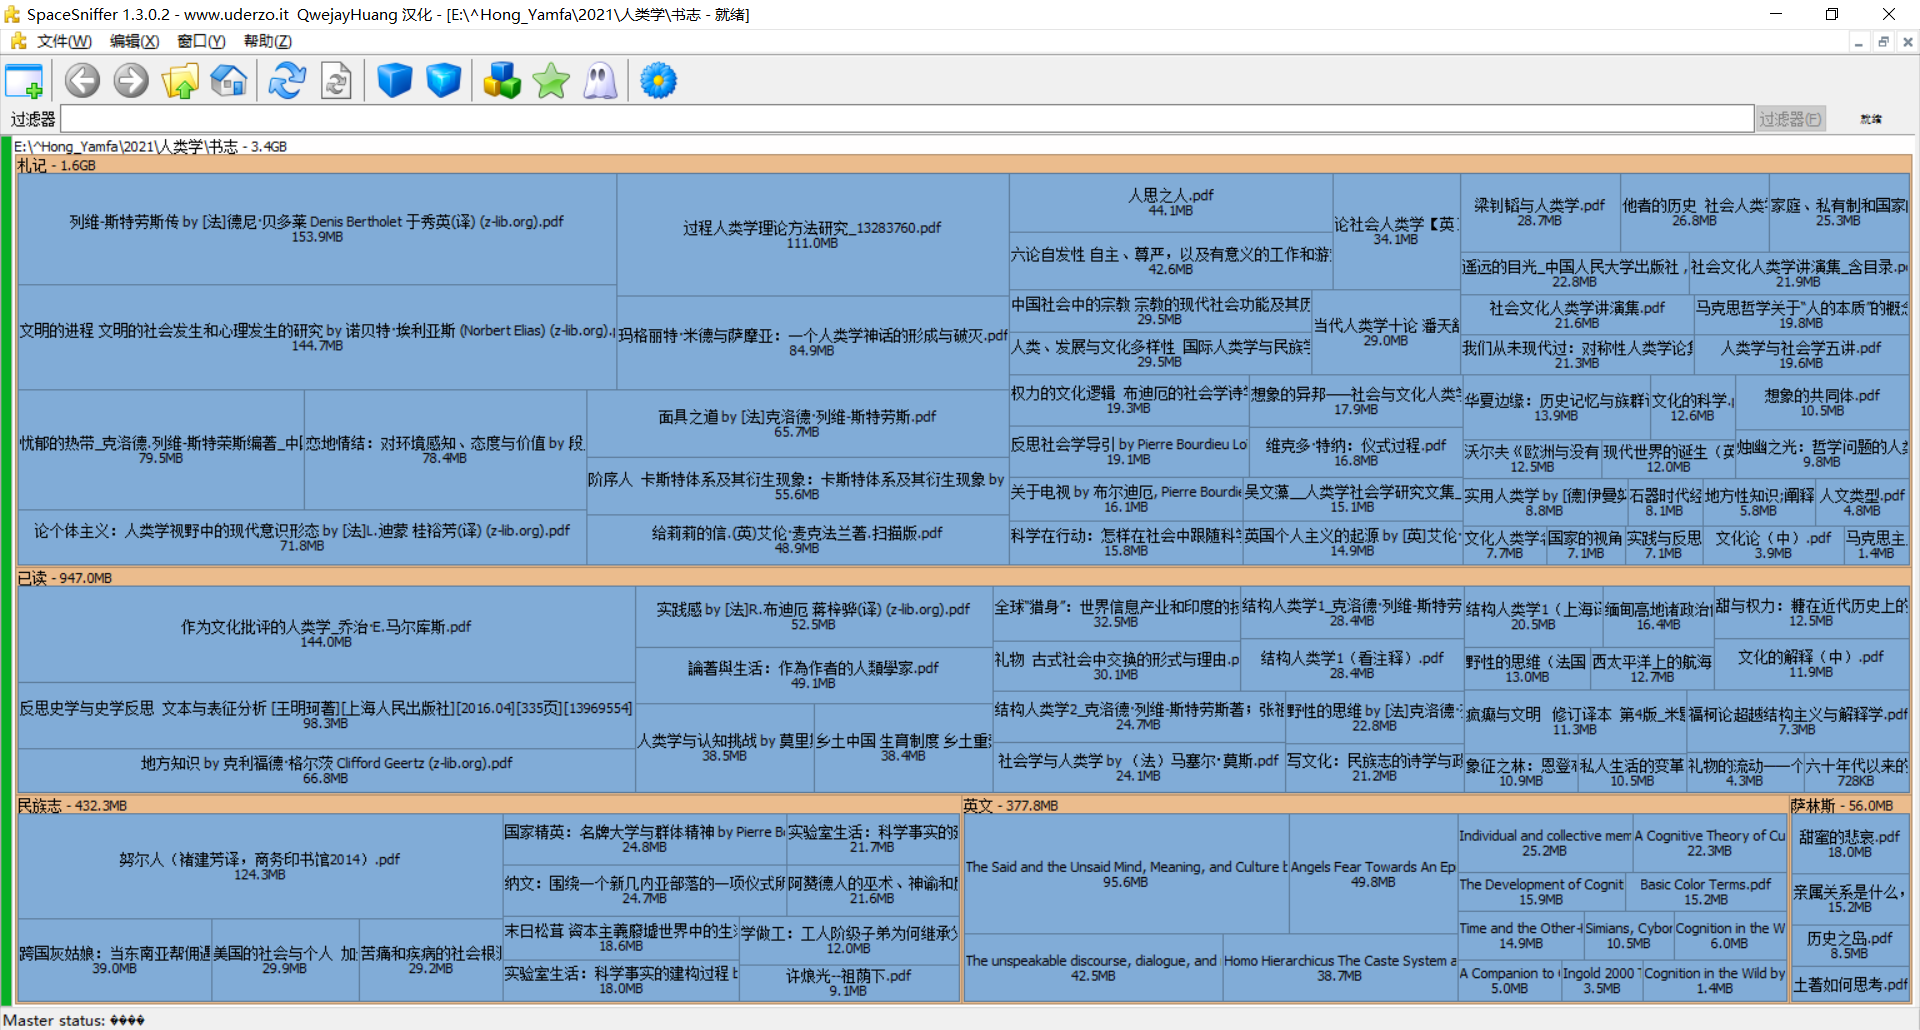 SpaceSniffer 1.3.0.2 - www.uderzo.it  QwejayHuang 汉化 - [E:\^Hong_Yamfa\2021\人类学\书志 - 就绪]
文件(W) 编辑(X) 窗口(Y) 帮助(Z)
过滤器 过滤器(F) 就绪
E:\^Hong_Yamfa\2021\人类学\书志 - 3.4GB
札记 - 1.6GB
列维-斯特劳斯传 by [法]德尼·贝多莱 Denis Bertholet 于秀英(译) (z-lib.org).pdf
153.9MB
文明的进程 文明的社会发生和心理发生的研究 by 诺贝特·埃利亚斯 (Norbert Elias) (z-lib.org).
144.7MB
忧郁的热带_克洛德.列维-斯特荣斯编著_中
79.5MB
恋地情结：对环境感知、态度与价值 by 段
78.4MB
论个体主义：人类学视野中的现代意识形态 by [法]L.迪蒙 桂裕芳(译) (z-lib.org).pdf
71.8MB
过程人类学理论方法研究_13283760.pdf
111.0MB
玛格丽特·米德与萨摩亚：一个人类学神话的形成与破灭.pdf
84.9MB
面具之道 by [法]克洛德·列维-斯特劳斯.pdf
65.7MB
阶序人 卡斯特体系及其衍生现象：卡斯特体系及其衍生现象 by
55.6MB
给莉莉的信.(英)艾伦·麦克法兰著.扫描版.pdf
48.9MB
人思之人.pdf
44.1MB
六论自发性 自主、尊严，以及有意义的工作和游
42.6MB
论社会人类学【英
34.1MB
中国社会中的宗教 宗教的现代社会功能及其历
29.5MB
人类、发展与文化多样性 国际人类学与民族
29.5MB
当代人类学十论 潘天
29.0MB
权力的文化逻辑 布迪厄的社会学诗
19.3MB
想象的异邦——社会与文化人类
17.9MB
反思社会学导引 by Pierre Bourdieu Lo
19.1MB
维克多·特纳：仪式过程.pdf
16.8MB
关于电视 by 布尔迪厄, Pierre Bourdie
16.1MB
吴文藻__人类学社会学研究文集_
15.1MB
科学在行动：怎样在社会中跟随科
15.8MB
英国个人主义的起源 by [英]艾伦·
14.9MB
梁钊韬与人类学.pdf
28.7MB
他者的历史 社会人类
26.8MB
家庭、私有制和国家
25.3MB
遥远的目光_中国人民大学出版社 ,
22.8MB
社会文化人类学讲演集_含目录.p
21.9MB
社会文化人类学讲演集.pdf
21.6MB
马克思哲学关于“人的本质”的概
19.8MB
我们从未现代过：对称性人类学论
21.3MB
人类学与社会学五讲.pdf
19.6MB
华夏边缘：历史记忆与族群
13.9MB
文化的科学.
12.6MB
想象的共同体.pdf
10.5MB
沃尔夫《欧洲与没有
12.5MB
现代世界的诞生（英
12.0MB
烛幽之光：哲学问题的人
9.8MB
实用人类学 by [德]伊曼
8.8MB
石器时代经
8.1MB
地方性知识;阐释
5.8MB
人文类型.pdf
4.8MB
文化人类学
7.7MB
国家的视角
7.1MB
实践与反思
7.1MB
文化论（中）.pdf
3.9MB
马克思主
1.4MB
已读 - 947.0MB
作为文化批评的人类学_乔治·E.马尔库斯.pdf
144.0MB
反思史学与史学反思  文本与表征分析 [王明珂著][上海人民出版社][2016.04][335页][13969554]
98.3MB
地方知识 by 克利福德·格尔茨 Clifford Geertz (z-lib.org).pdf
66.8MB
实践感 by [法]R.布迪厄 蒋梓骅(译) (z-lib.org).pdf
52.5MB
論著與生活：作為作者的人類學家.pdf
49.1MB
人类学与认知挑战 by 莫里
38.5MB
乡土中国 生育制度 乡土重
38.4MB
全球“猎身”：世界信息产业和印度的技
32.5MB
结构人类学1_克洛德·列维-斯特劳
28.4MB
礼物  古式社会中交换的形式与理由.p
30.1MB
结构人类学1（看注释）.pdf
28.4MB
结构人类学2_克洛德·列维-斯特劳斯著；张祖
24.7MB
野性的思维 by [法]克洛德·
22.8MB
社会学与人类学 by （法）马塞尔·莫斯.pdf
24.1MB
写文化：民族志的诗学与政
21.2MB
结构人类学1（上海
20.5MB
缅甸高地诸政治
16.4MB
甜与权力：糖在近代历史上的
12.5MB
野性的思维（法国
13.0MB
西太平洋上的航海
12.7MB
文化的解释（中）.pdf
11.9MB
疯癫与文明   修订译本  第4版_米
11.3MB
福柯论超越结构主义与解释学.pdf
7.3MB
象征之林：恩登
10.9MB
私人生活的变革
10.5MB
礼物的流动——个
4.3MB
六十年代以来的
728KB
民族志 - 432.3MB
努尔人（褚建芳译，商务印书馆2014）.pdf
124.3MB
跨国灰姑娘：当东南亚帮佣遇
39.0MB
美国的社会与个人  加
29.9MB
苦痛和疾病的社会根
29.2MB
国家精英：名牌大学与群体精神 by Pierre B
24.8MB
实验室生活：科学事实的
21.7MB
纳文：围绕一个新几内亚部落的一项仪式所
24.7MB
阿赞德人的巫术、神谕和
21.6MB
末日松茸 資本主義廢墟世界中的生
18.6MB
学做工：工人阶级子弟为何继承父
12.0MB
实验室生活：科学事实的建构过程 b
18.0MB
许烺光--祖荫下.pdf
9.1MB
英文 - 377.8MB
The Said and the Unsaid Mind, Meaning, and Culture b
95.6MB
Angels Fear Towards An Ep
49.8MB
The unspeakable discourse, dialogue, and
42.5MB
Homo Hierarchicus The Caste System a
38.7MB
Individual and collective mem
25.2MB
A Cognitive Theory of Cu
22.3MB
The Development of Cognit
15.9MB
Basic Color Terms.pdf
15.2MB
Time and the Other-
14.9MB
Simians, Cybor
10.5MB
Cognition in the W
6.0MB
A Companion to
5.0MB
Ingold 2000
3.5MB
Cognition in the Wild by
1.4MB
萨林斯 - 56.0MB
甜蜜的悲哀.pdf
18.0MB
亲属关系是什么,
15.2MB
历史之岛.pdf
8.5MB
土著如何思考.pdf
Master status: ����